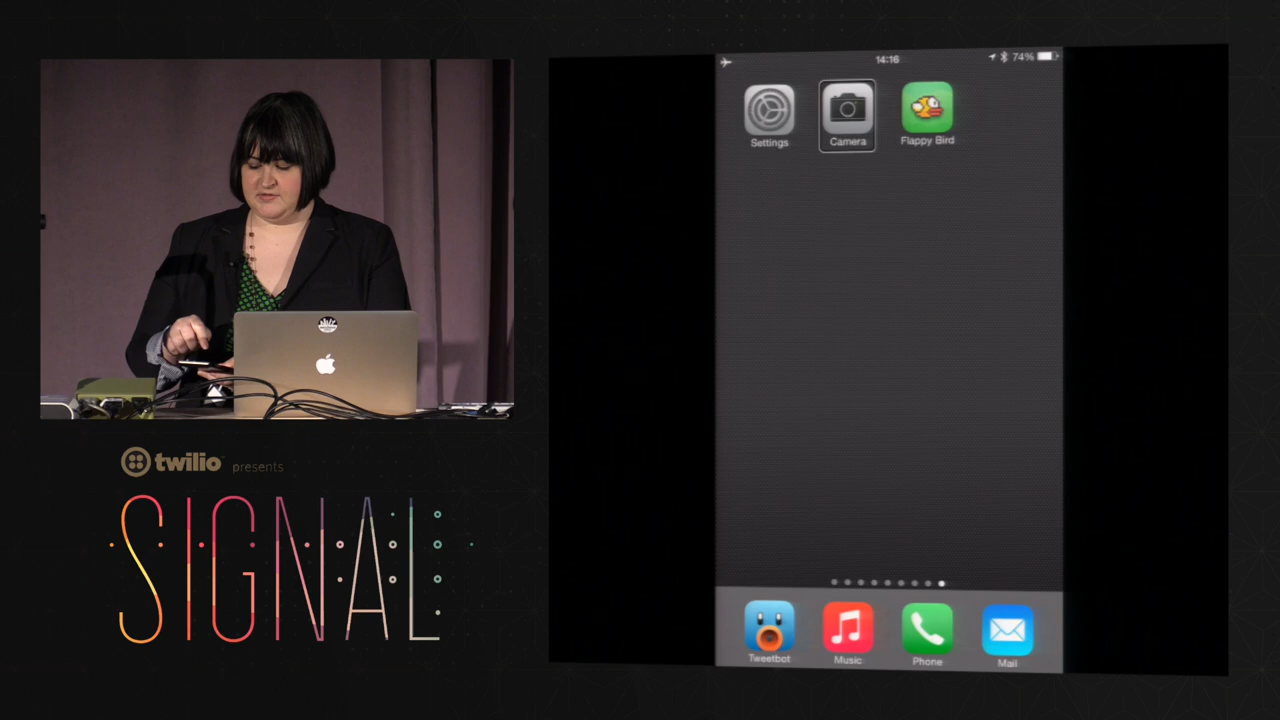 14:16
74%
Settings
Camera
Flappy Bird
twilio presents
SIGNAL
Tweetbot
Music
Phone
Mail